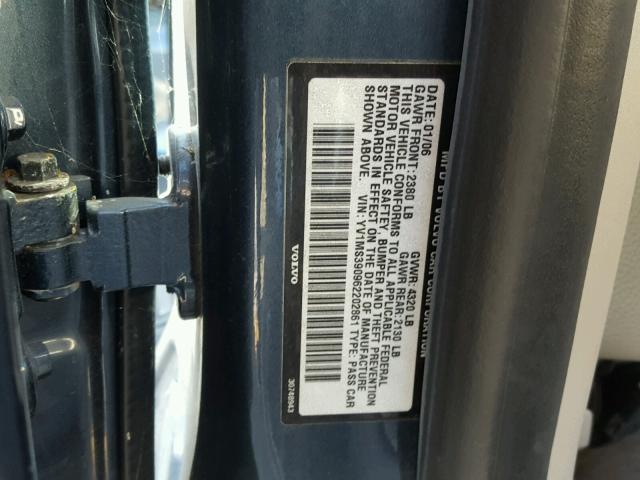 MFD BY VOLVO CAR CORPORATION
DATE: 01/06 GVWR: 4320 LB
GAWR FRONT: 2380 LB GAWR REAR: 2130 LB
THIS VEHICLE CONFORMS TO ALL APPLICABLE FEDERAL
MOTOR VEHICLE SAFTEY, BUMPER AND THEFT PREVENTION
STANDARDS IN EFFECT ON THE DATE OF MANUFACTURE
SHOWN ABOVE. VIN: YV1MS390962202861 TYPE: PASS CAR
VOLVO 30748943